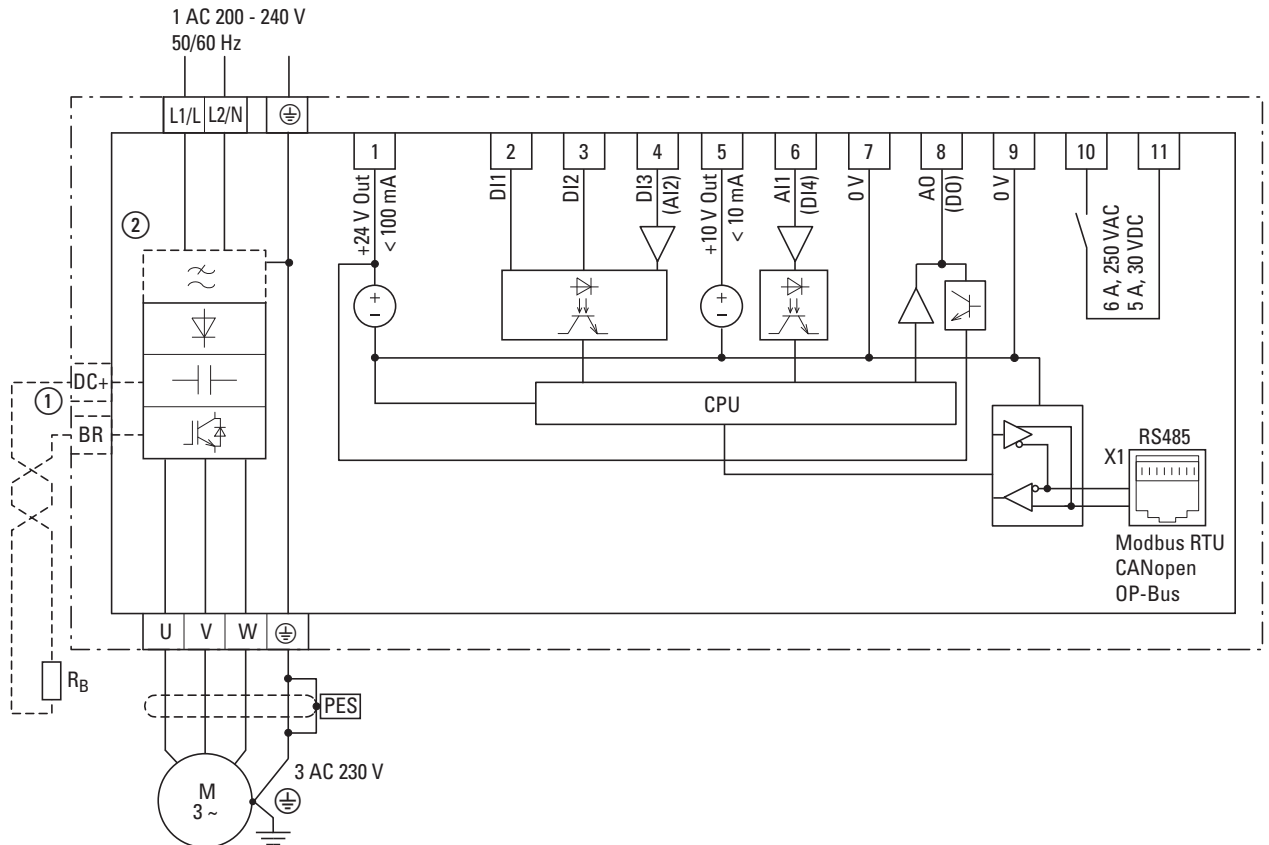 1 AC 200 - 240 V
50/60 Hz
L1/L
L2/N
1
2
3
4
5
6
7
8
9
10
11
+24 V Out
< 100 mA
DI1
DI2
DI3
(AI2)
+10 V Out
< 10 mA
AI1
(DI4)
0 V
A0
(D0)
0 V
6 A, 250 VAC
5 A, 30 VDC
②
+
−
+
−
DC+
①
BR
CPU
X1
RS485
Modbus RTU
CANopen
OP-Bus
U
V
W
RB
PES
3 AC 230 V
M
3 ~